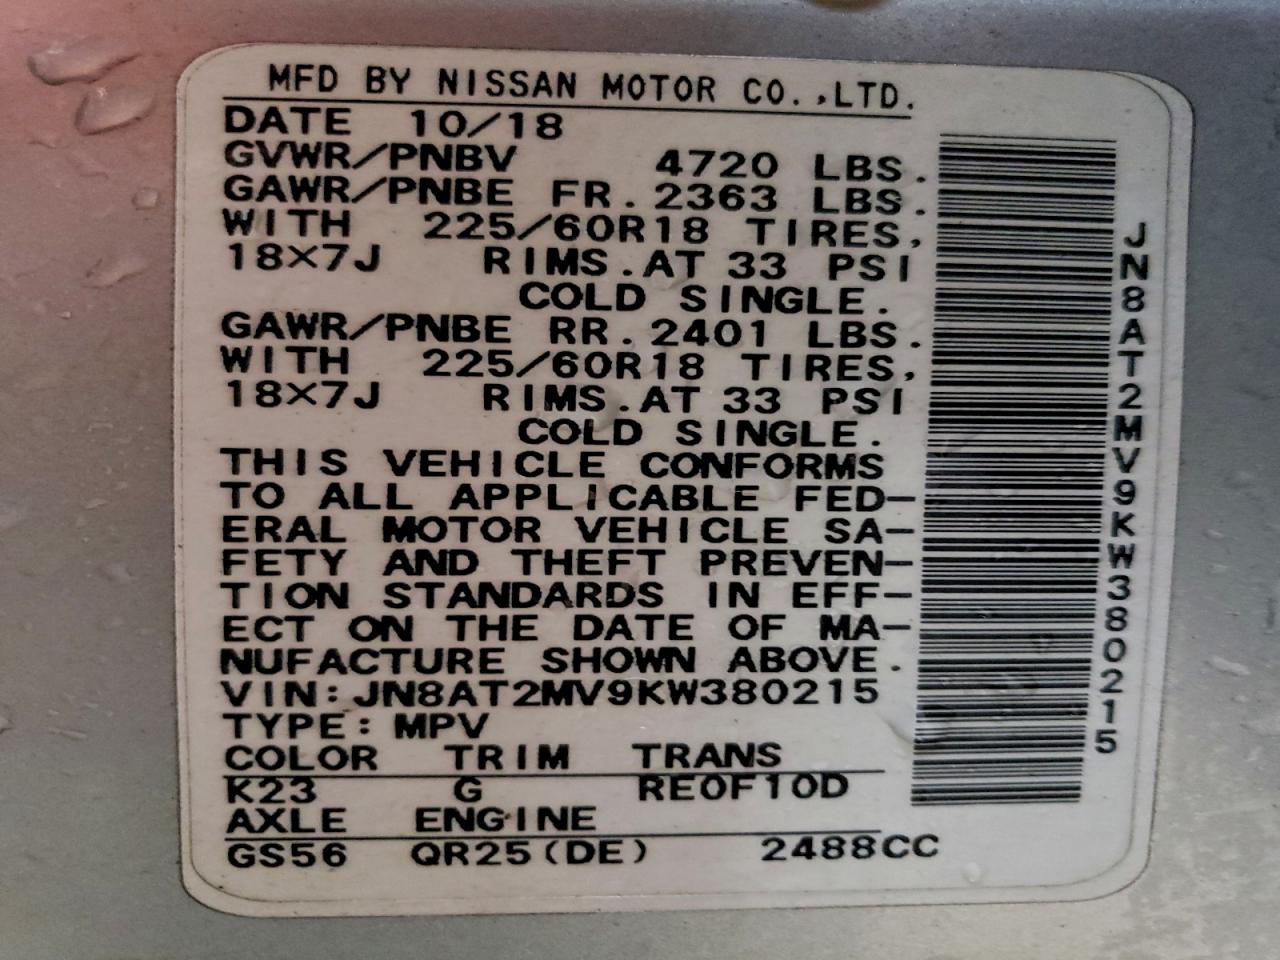 MFD BY NISSAN MOTOR CO.,LTD.
DATE 10/18
GVWR/PNBV 4720 LBS.
GAWR/PNBE FR. 2363 LBS.
WITH 225/60R18 TIRES,
18X7J RIMS. AT 33 PSI
COLD SINGLE.
GAWR/PNBE RR. 2401 LBS.
WITH 225/60R18 TIRES,
18X7J RIMS. AT 33 PSI
COLD SINGLE.
THIS VEHICLE CONFORMS
TO ALL APPLICABLE FED-
ERAL MOTOR VEHICLE SA-
FETY AND THEFT PREVEN-
TION STANDARDS IN EFF-
ECT ON THE DATE OF MA-
NUFACTURE SHOWN ABOVE.
VIN: JN8AT2MV9KW380215
TYPE: MPV
COLOR TRIM TRANS
K23 G RE0F10D
AXLE ENGINE
GS56 QR25(DE) 2488CC
JN8AT2MV9KW380215